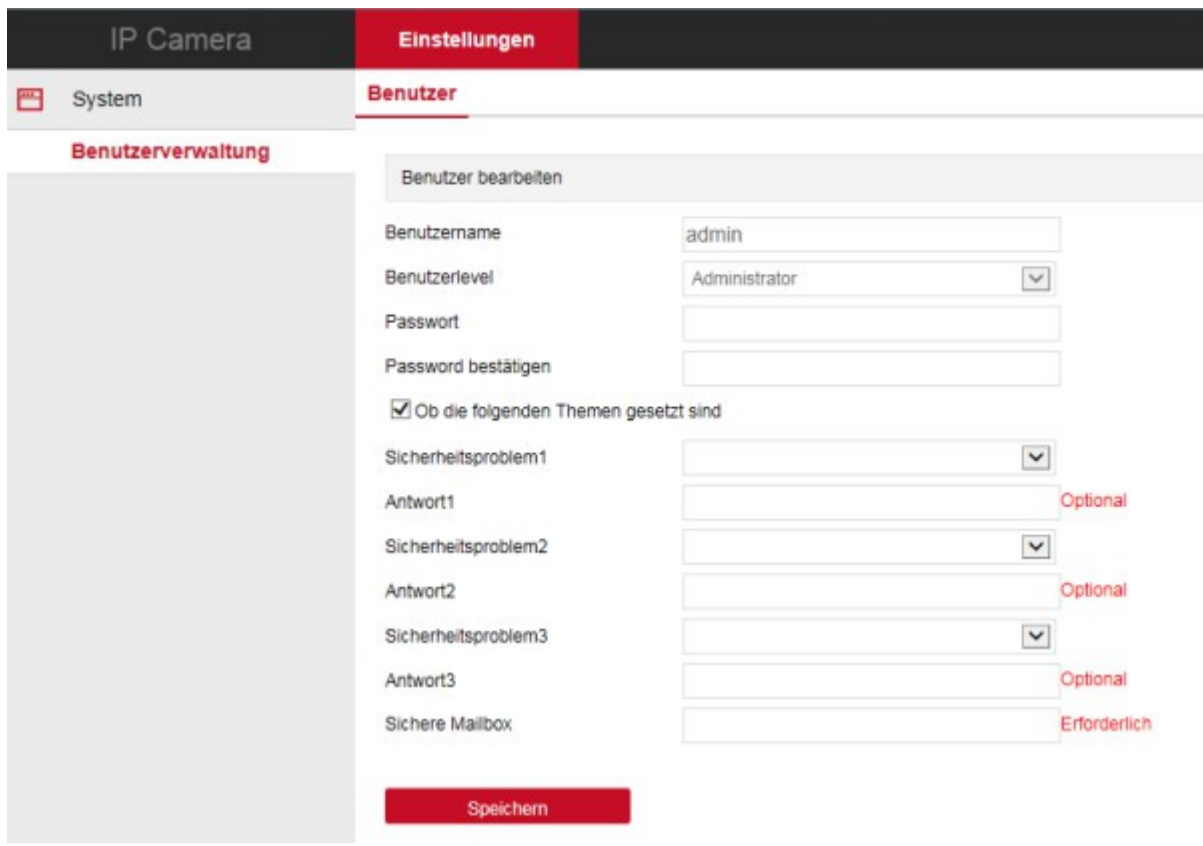 IP Camera
Einstellungen
System
Benutzer
Benutzerverwaltung
Benutzer bearbeiten
Benutzername
admin
Benutzerlevel
Administrator
Passwort
Password bestätigen
Ob die folgenden Themen gesetzt sind
Sicherheitsproblem1
Antwort1
Optional
Sicherheitsproblem2
Antwort2
Optional
Sicherheitsproblem3
Antwort3
Optional
Sichere Mailbox
Erforderlich
Speichern